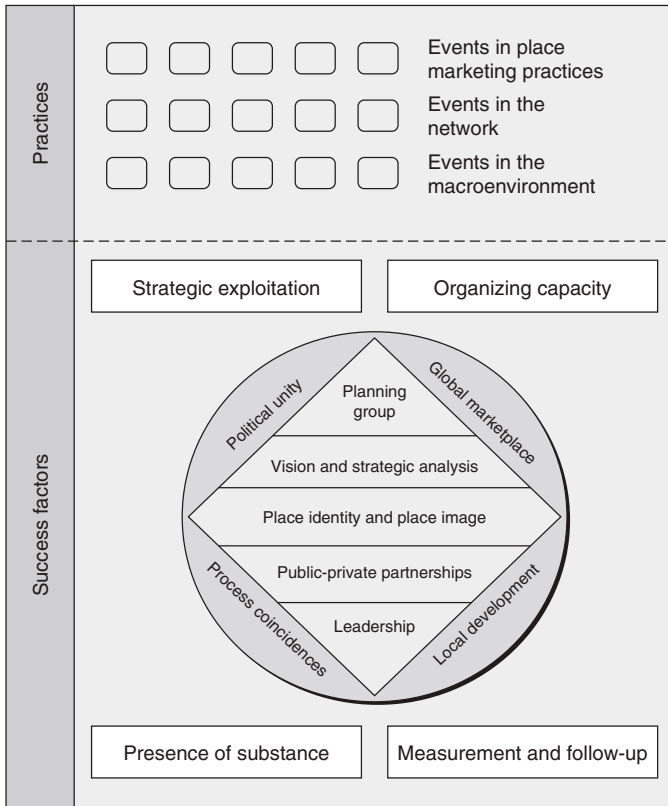 Practices
Events in place
marketing practices
Events in the
network
Events in the
macroenvironment
Success factors
Strategic exploitation
Organizing capacity
Political unity
Global marketplace
Planning
group
Vision and strategic analysis
Place identity and place image
Public-private partnerships
Leadership
Process coincidences
Local development
Presence of substance
Measurement and follow-up